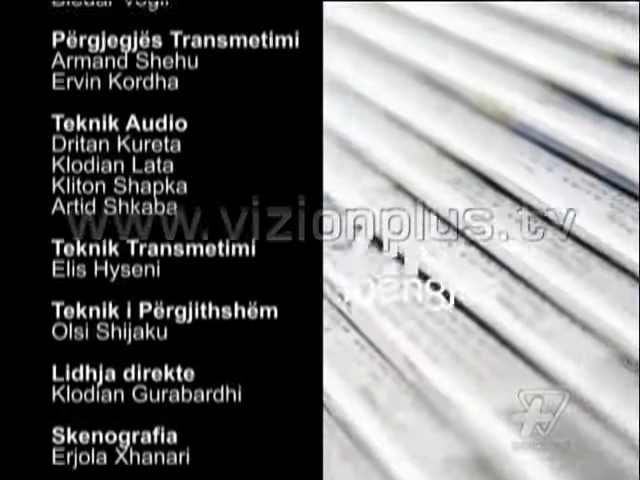 Përgjegjës Transmetimi
Armand Shehu
Ervin Kordha
Teknik Audio
Dritan Kureta
Klodian Lata
Kliton Shapka
Artid Shkaba
www.vizionplus.tv
Teknik Transmetimi
Elis Hyseni
Teknik i Përgjithshëm
Olsi Shijaku
Lidhja direkte
Klodian Gurabardhi
Skenografia
Erjola Xhanari